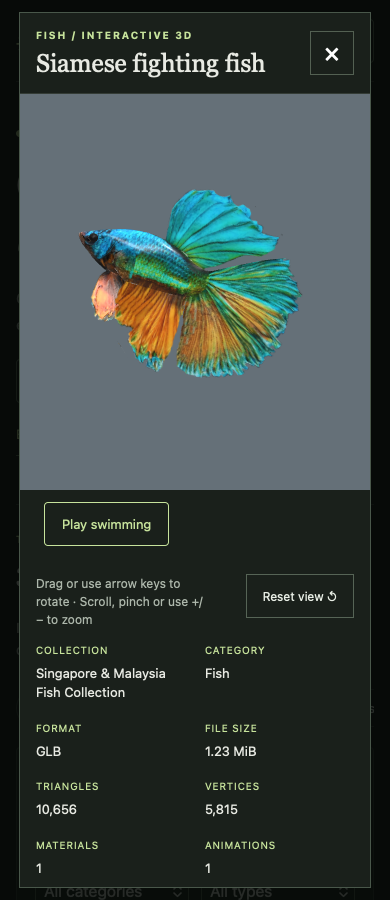 FISH / INTERACTIVE 3D
Siamese fighting fish
×
Play swimming
Drag or use arrow keys to
rotate · Scroll, pinch or use +/
− to zoom
Reset view ↺
COLLECTION
Singapore & Malaysia
Fish Collection
CATEGORY
Fish
FORMAT
GLB
FILE SIZE
1.23 MiB
TRIANGLES
10,656
VERTICES
5,815
MATERIALS
1
ANIMATIONS
1
All categories
All types